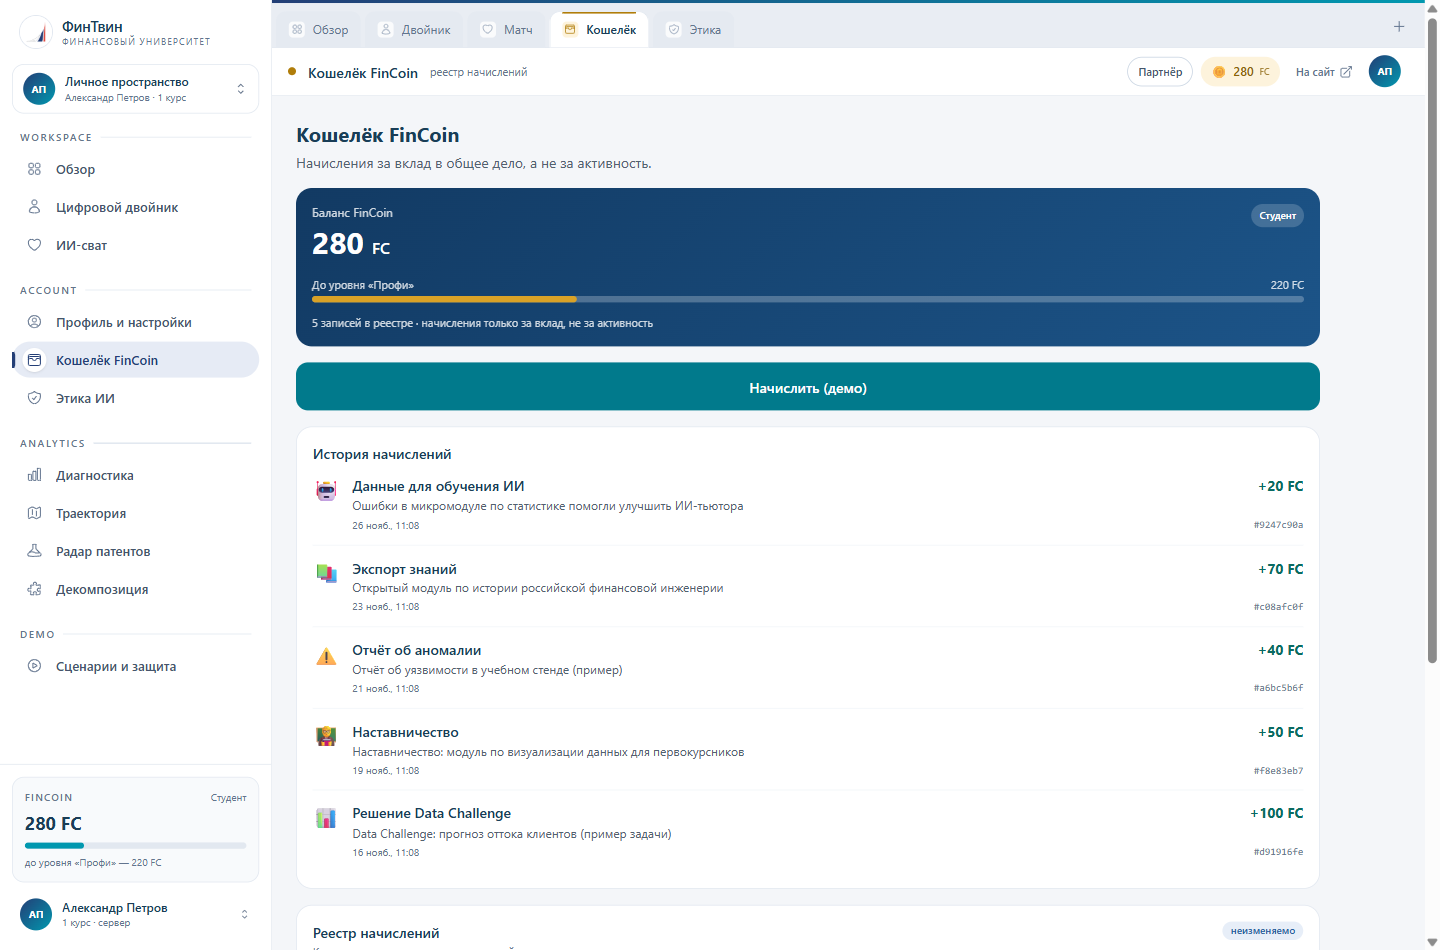 ФинТвин
ФИНАНСОВЫЙ УНИВЕРСИТЕТ
АП
Личное пространство
Александр Петров · 1 курс
WORKSPACE
Обзор
Цифровой двойник
ИИ-сват
ACCOUNT
Профиль и настройки
Кошелёк FinCoin
Этика ИИ
ANALYTICS
Диагностика
Траектория
Радар патентов
Декомпозиция
DEMO
Сценарии и защита
FINCOIN
Студент
280 FC
до уровня «Профи» — 220 FC
АП
Александр Петров
1 курс · сервер
Обзор
Двойник
Матч
Кошелёк
Этика
Кошелёк FinCoin
реестр начислений
Партнёр
280 FC
На сайт
АП
Кошелёк FinCoin
Начисления за вклад в общее дело, а не за активность.
Баланс FinCoin
Студент
280 FC
До уровня «Профи»
220 FC
5 записей в реестре · начисления только за вклад, не за активность
Начислить (демо)
История начислений
Данные для обучения ИИ
+20 FC
Ошибки в микромодуле по статистике помогли улучшить ИИ-тьютора
26 нояб., 11:08
#9247c90a
Экспорт знаний
+70 FC
Открытый модуль по истории российской финансовой инженерии
23 нояб., 11:08
#c08afc0f
Отчёт об аномалии
+40 FC
Отчёт об уязвимости в учебном стенде (пример)
21 нояб., 11:08
#a6bc5b6f
Наставничество
+50 FC
Наставничество: модуль по визуализации данных для первокурсников
19 нояб., 11:08
#f8e83eb7
Решение Data Challenge
+100 FC
Data Challenge: прогноз оттока клиентов (пример задачи)
16 нояб., 11:08
#d91916fe
Реестр начислений
неизменяемо